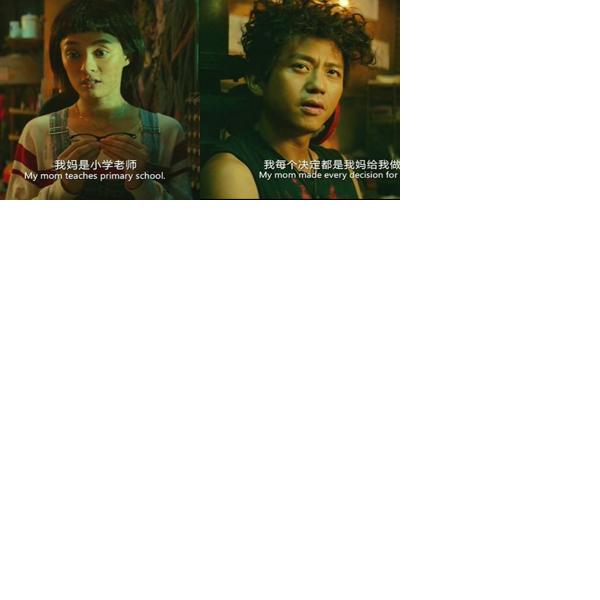 我妈是小学老师
My mom teaches primary school.
我每个决定都是我妈给我做
My mom made every decision for